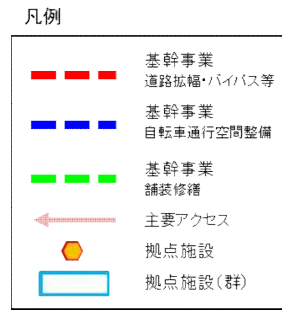 凡例
基幹事業
道路拡幅・バイパス等
基幹事業
自転車通行空間整備
基幹事業
舗装修繕
主要アクセス
拠点施設
拠点施設（群）